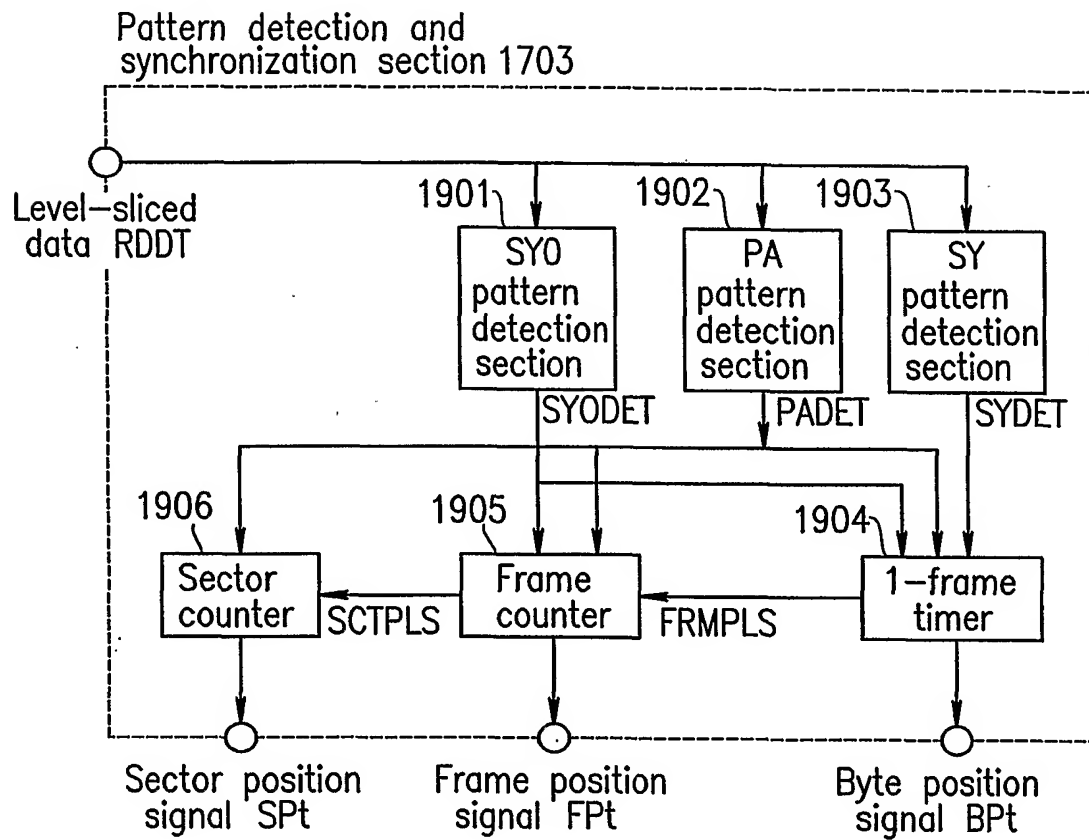 Pattern detection and
synchronization section 1703
Level-sliced
data RDDT
1901
1902
1903
SY0
pattern
detection
section
PA
pattern
detection
section
SY
pattern
detection
section
SYODET
PADET
SYDET
1906
1905
1904
Sector
counter
SCTPLS
Frame
counter
FRMPLS
1-frame
timer
Sector position
signal SPt
Frame position
signal FPt
Byte position
signal BPt